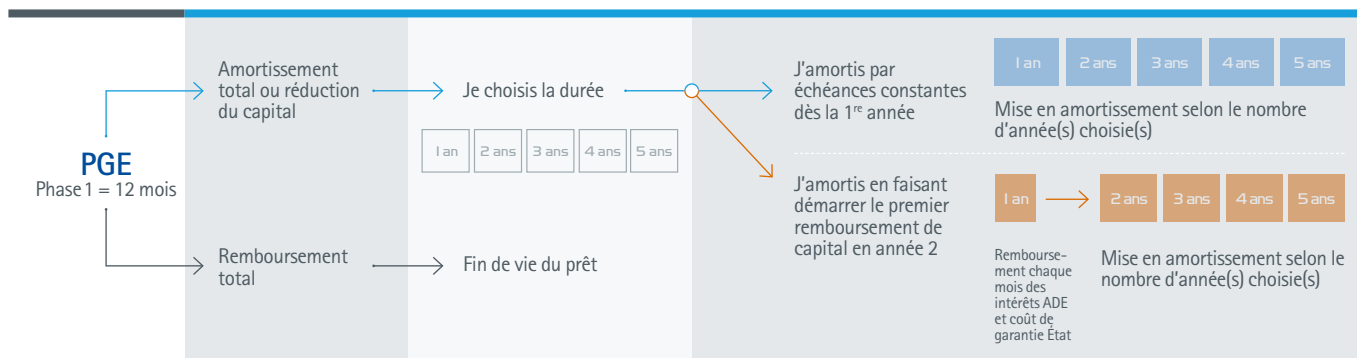 PGE
Phase 1 = 12 mois
Amortissement
total ou réduction
du capital
Je choisis la durée
1 an 2 ans 3 ans 4 ans 5 ans
J'amortis par
échéances constantes
dès la 1re année
1 an 2 ans 3 ans 4 ans 5 ans
Mise en amortissement selon le nombre
d'année(s) choisie(s)
J'amortis en faisant
démarrer le premier
remboursement de
capital en année 2
1 an 2 ans 3 ans 4 ans 5 ans
Rembourse-
ment chaque
mois des
intérêts ADE
et coût de
garantie État
Mise en amortissement selon le
nombre d'année(s) choisie(s)
Remboursement
total
Fin de vie du prêt